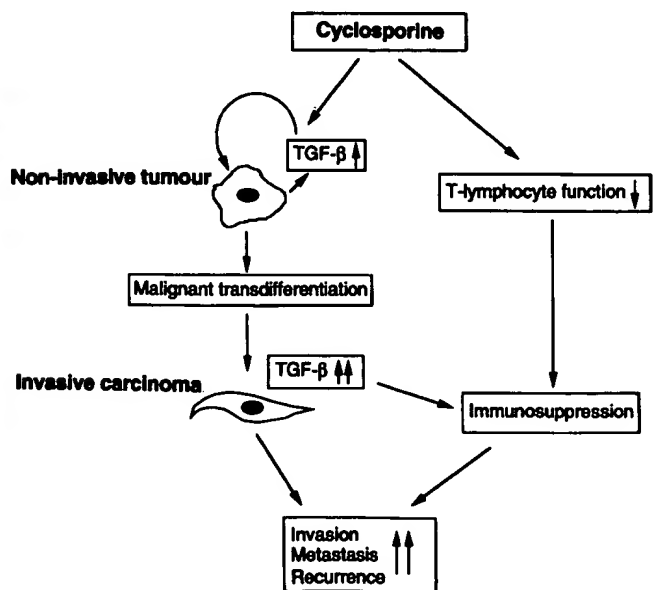 Cyclosporine
TGF-β ↑
Non-invasive tumour
T-lymphocyte function ↓
Malignant transdifferentiation
TGF-β ↑↑
Invasive carcinoma
Immunosuppression
Invasion
Metastasis ↑↑
Recurrence